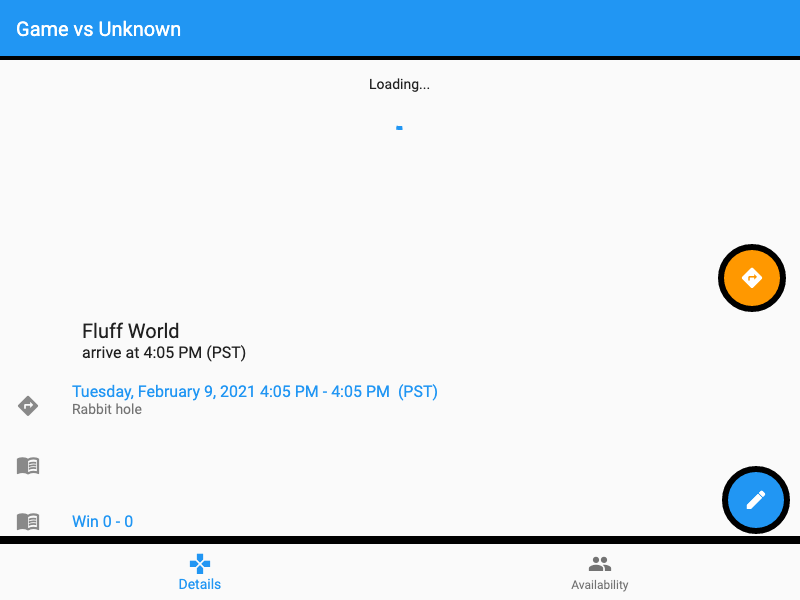 Game vs Unknown
Loading...
Fluff World
arrive at 4:05 PM (PST)
Tuesday, February 9, 2021 4:05 PM - 4:05 PM  (PST)
Rabbit hole
Win 0 - 0
Details
Availability